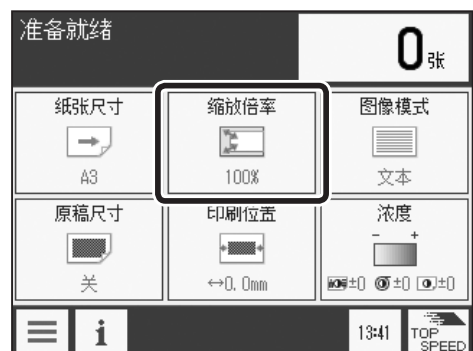 准备就绪
0张
纸张尺寸
A3
缩放倍率
100%
图像模式
文本
原稿尺寸
关
印刷位置
↔0.0mm
浓度
- +
±0 ±0 ±0
i
13:41
TOP SPEED